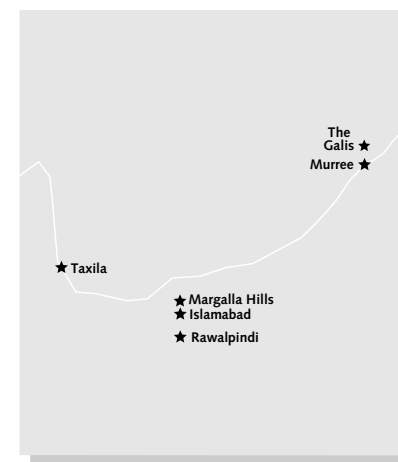 The
Galis
Murree
Taxila
Margalla Hills
Islamabad
Rawalpindi